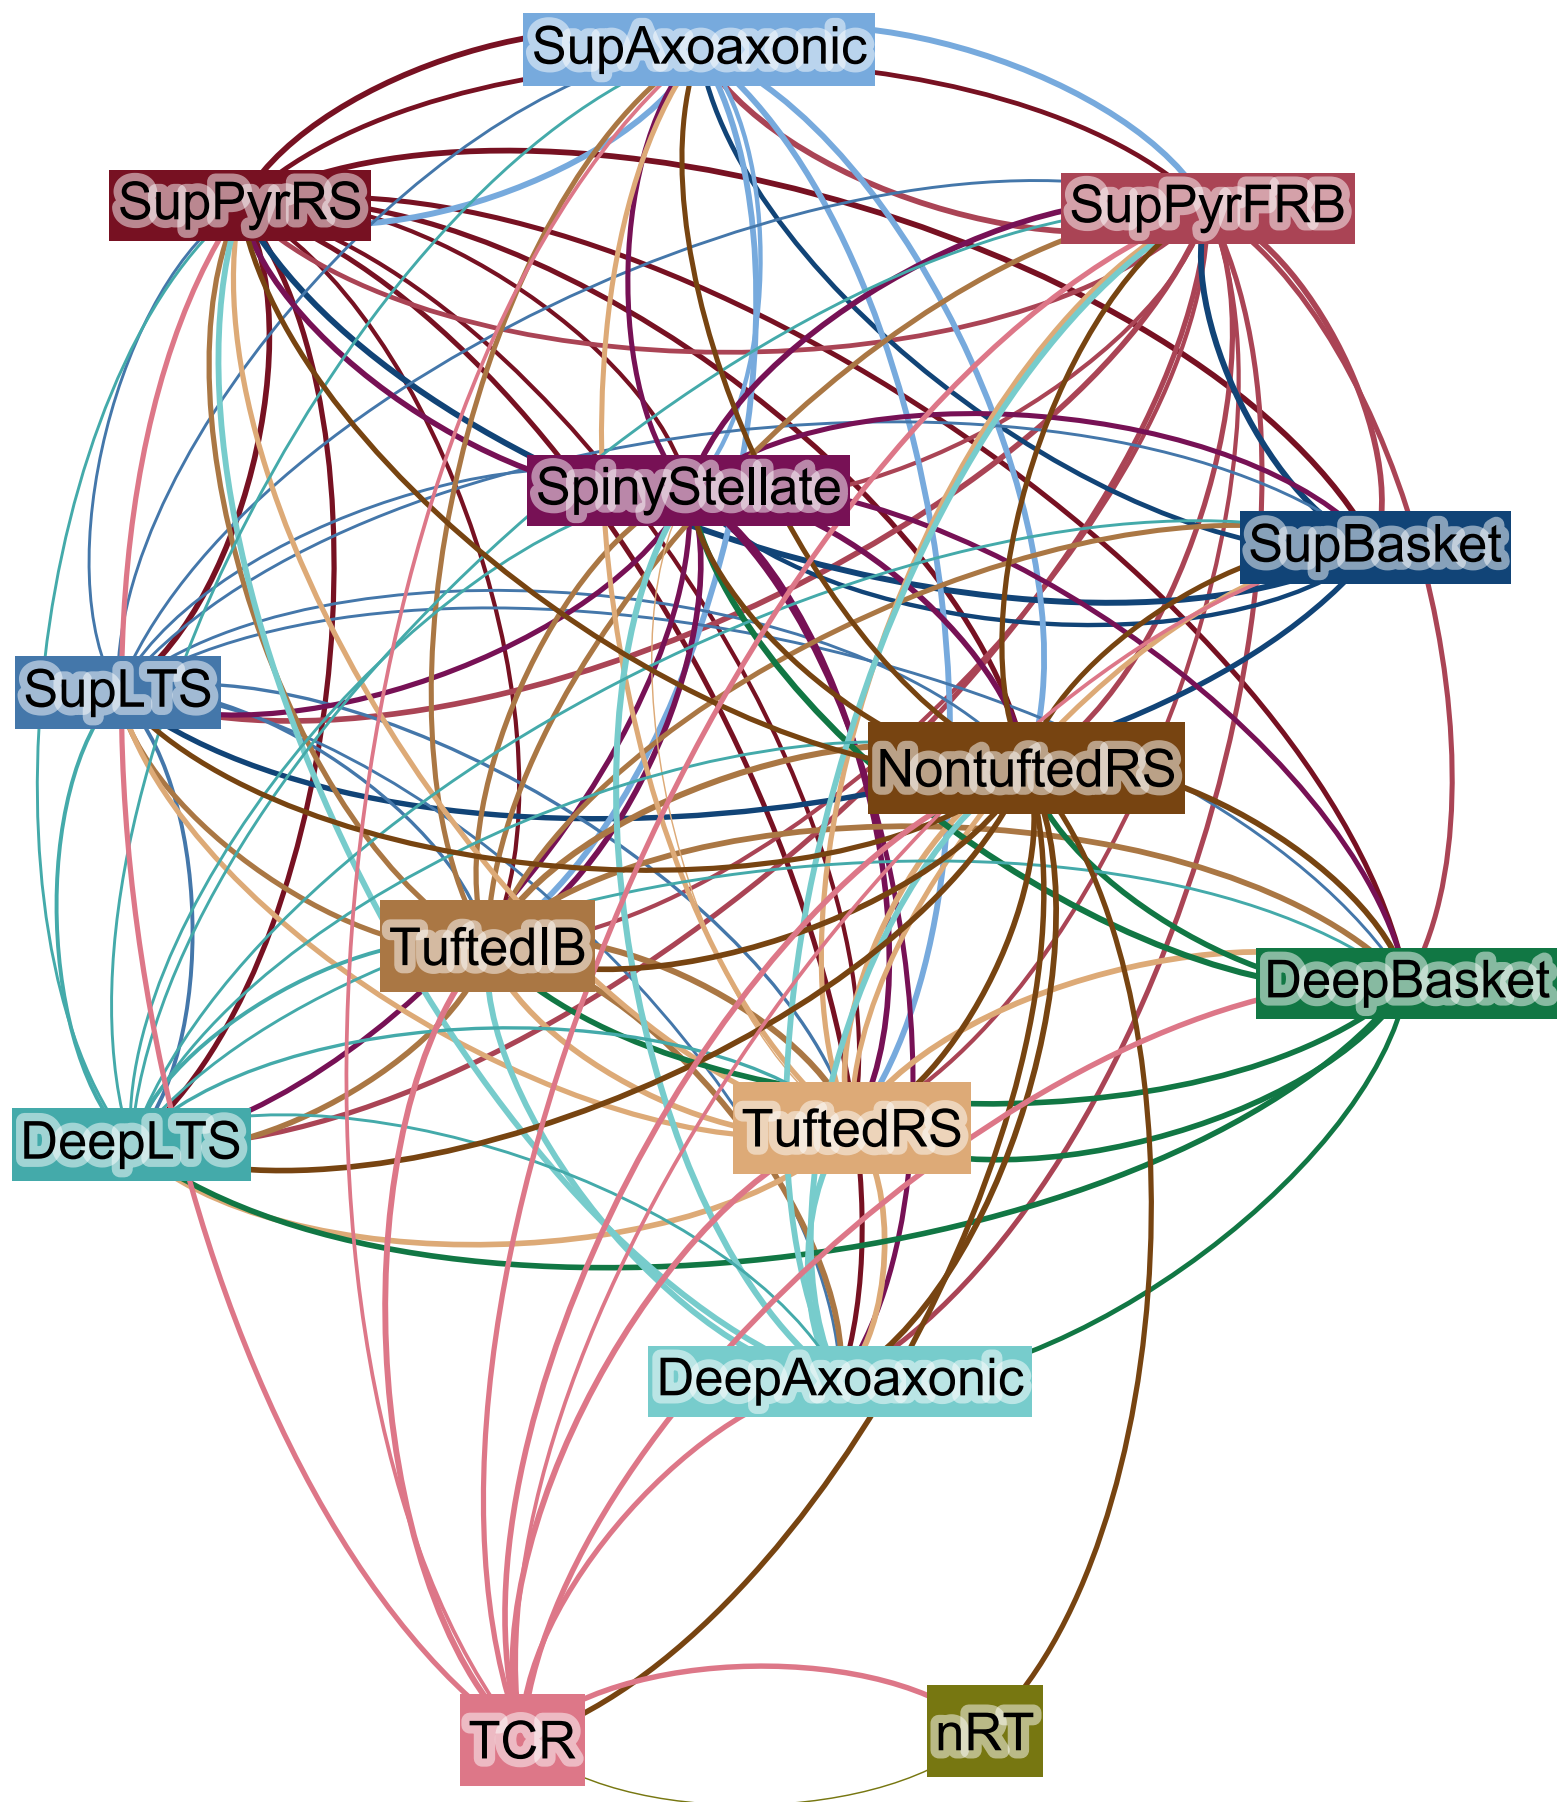 SupAxoaxonic
SupPyrRS
SupPyrFRB
SpinyStellate
SupBasket
SupLTS
NontuftedRS
TuftedIB
DeepBasket
TuftedRS
DeepLTS
DeepAxoaxonic
TCR
nRT